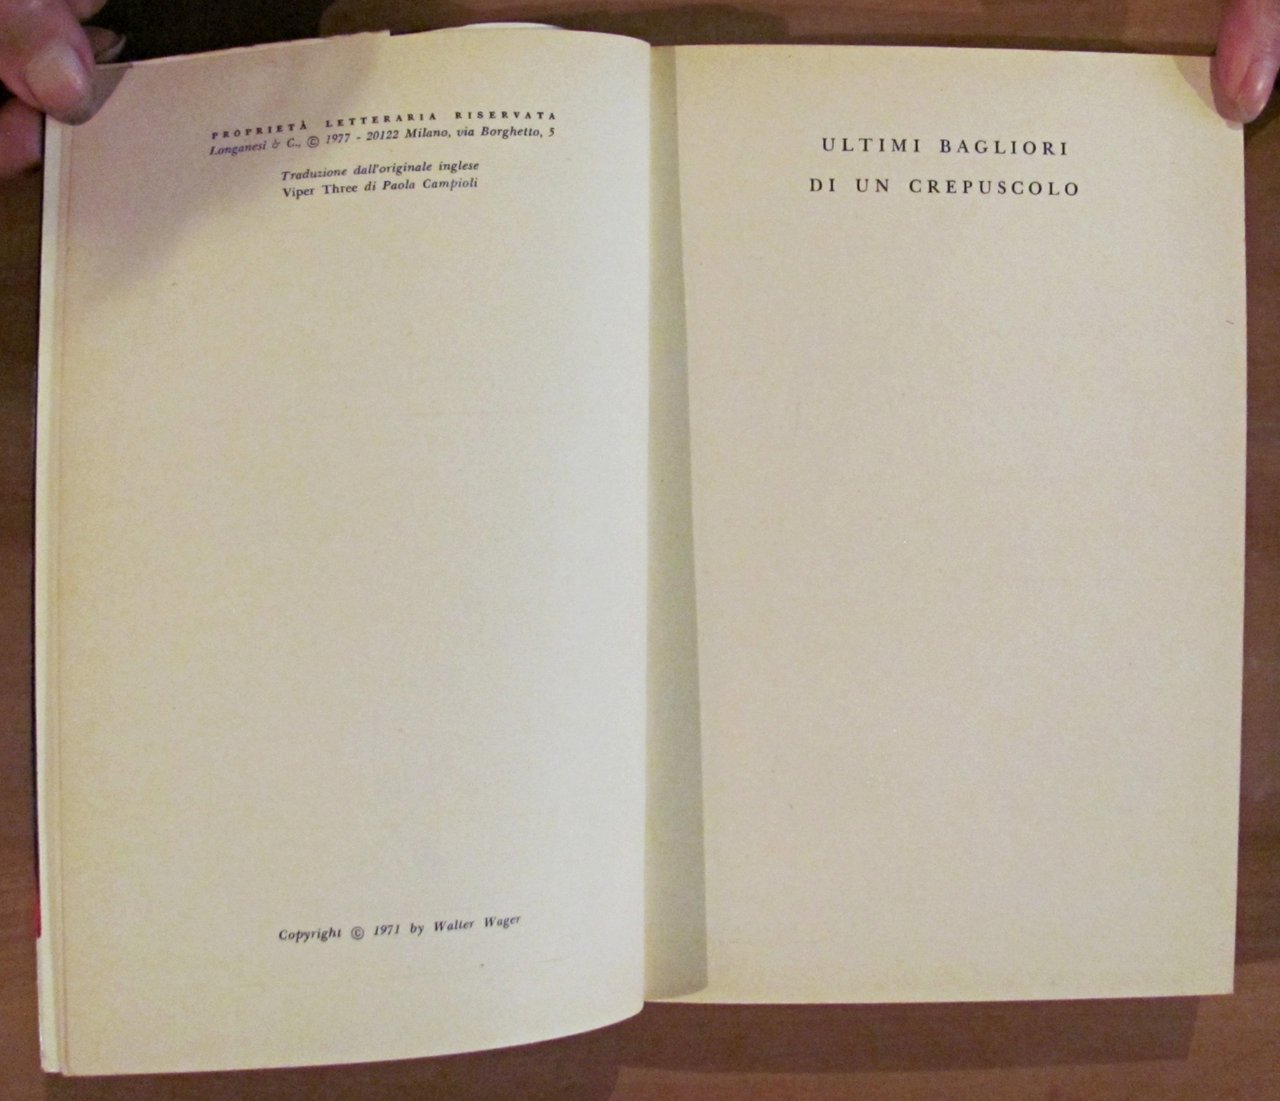 PROPRIETÀ LETTERARIA RISERVATA
Longanesi & C., © 1977 - 20122 Milano, via Borghetto, 5
Traduzione dall'originale inglese
Viper Three di Paola Campioli
Copyright © 1971 by Walter Wager
ULTIMI BAGLIORI
DI UN CREPUSCOLO